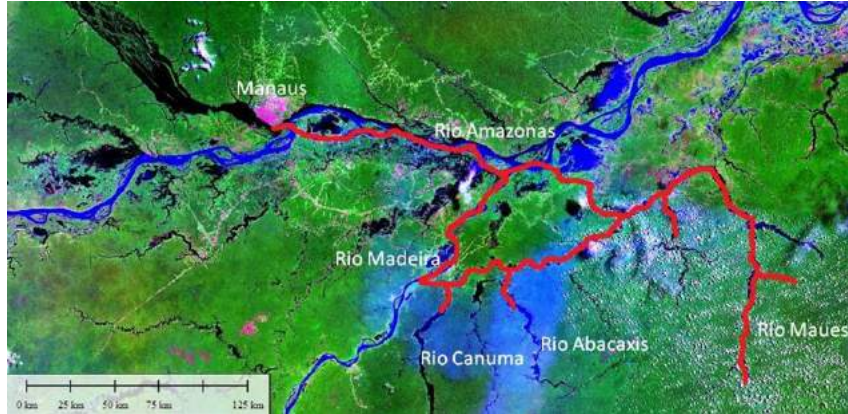 Manaus
Rio Amazonas
Rio Madeira
Rio Canuma
Rio Abacaxis
Rio Maues
0 km 25 km 50 km 75 km 125 km